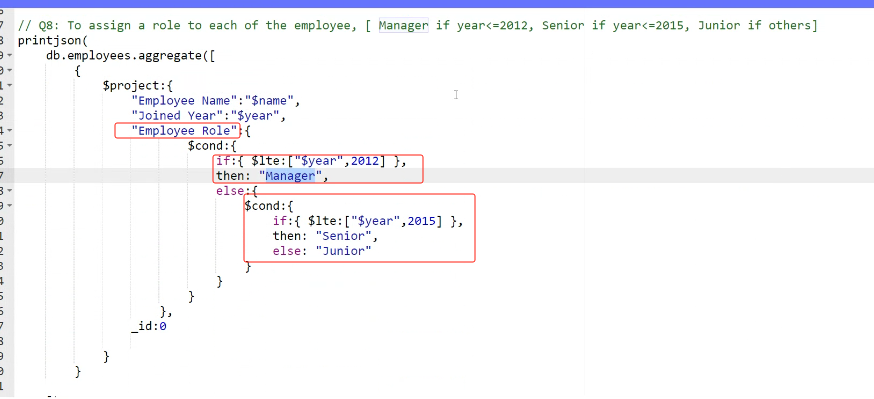 // Q8: To assign a role to each of the employee, [ Manager if year<=2012, Senior if year<=2015, Junior if others]
printjson(
db.employees.aggregate([
{
$project:{
"Employee Name":"$name",
"Joined Year":"$year",
"Employee Role":{
$cond:{
if:{ $lte:["$year",2012] },
then: "Manager",
else:{
$cond:{
if:{ $lte:["$year",2015] },
then: "Senior",
else: "Junior"
}
}
}
},
_id:0
}
}